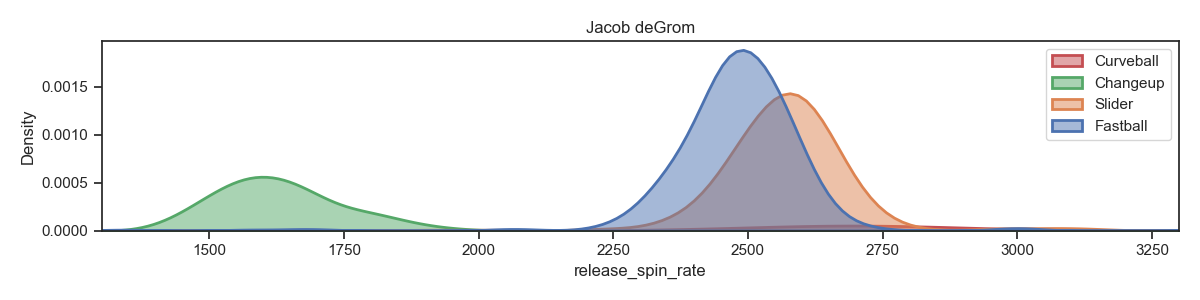 Jacob deGrom
Density
0.0015
0.0010
0.0005
0.0000
Curveball
Changeup
Slider
Fastball
1500 1750 2000 2250 2500 2750 3000 3250
release_spin_rate